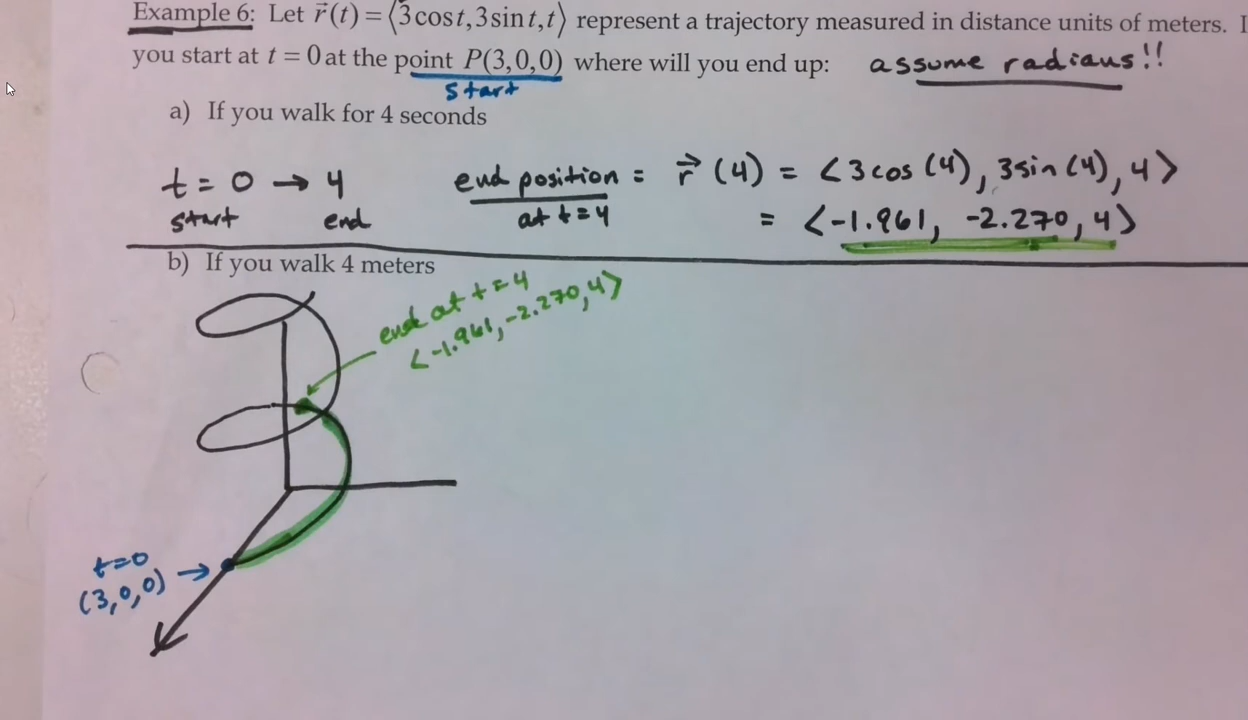 Example 6: Let r⃗(t) = ⟨3cost, 3sint, t⟩ represent a trajectory measured in distance units of meters.
you start at t = 0 at the point P(3,0,0) where will you end up: assume radians!!
start
a) If you walk for 4 seconds
t = 0 → 4 end position = r⃗(4) = <3cos(4), 3sin(4), 4>
start end at t=4 = <-1.961, -2.270, 4>
b) If you walk 4 meters
end at t=4
<-1.961, -2.270, 4>
t=0
(3,0,0) →